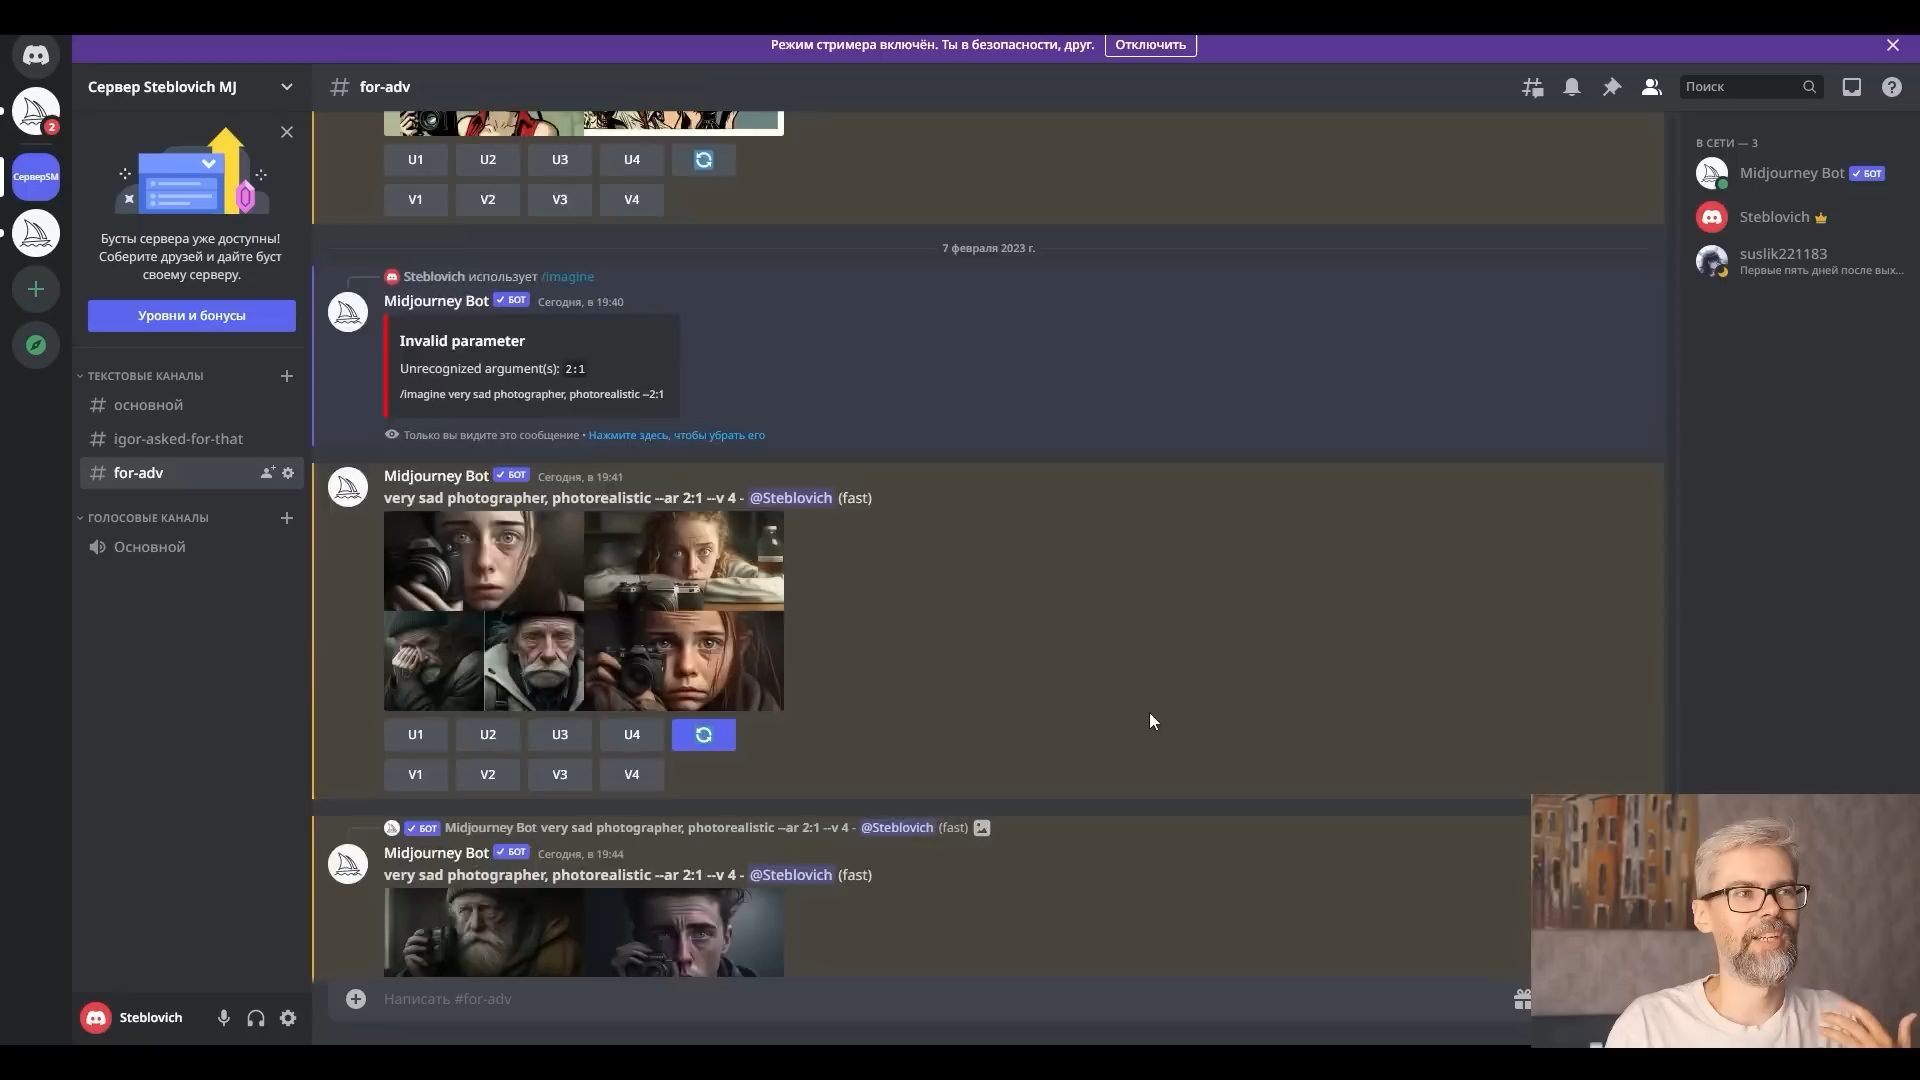 Режим стримера включён. Ты в безопасности, друг. Отключить
Сервер Steblovich MJ
for-adv
Поиск
2
СерверSM
Бусты сервера уже доступны!
Соберите друзей и дайте буст
своему серверу.
Уровни и бонусы
ТЕКСТОВЫЕ КАНАЛЫ
основной
igor-asked-for-that
for-adv
ГОЛОСОВЫЕ КАНАЛЫ
Основной
Steblovich
U1 U2 U3 U4
V1 V2 V3 V4
7 февраля 2023 г.
Steblovich использует /imagine
Midjourney Bot БОТ Сегодня, в 19:40
Invalid parameter
Unrecognized argument(s): 2:1
/imagine very sad photographer, photorealistic —2:1
Только вы видите это сообщение • Нажмите здесь, чтобы убрать его
Midjourney Bot БОТ Сегодня, в 19:41
very sad photographer, photorealistic --ar 2:1 --v 4 - @Steblovich (fast)
U1 U2 U3 U4
V1 V2 V3 V4
БОТ Midjourney Bot very sad photographer, photorealistic --ar 2:1 --v 4 - @Steblovich (fast)
Midjourney Bot БОТ Сегодня, в 19:44
very sad photographer, photorealistic --ar 2:1 --v 4 - @Steblovich (fast)
Написать #for-adv
В СЕТИ — 3
Midjourney Bot БОТ
Steblovich
suslik221183
Первые пять дней после вых...